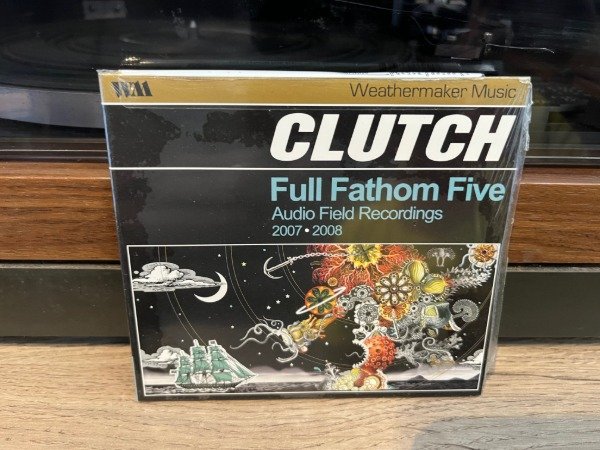 WM
Weathermaker Music
CLUTCH
Full Fathom Five
Audio Field Recordings
2007 • 2008